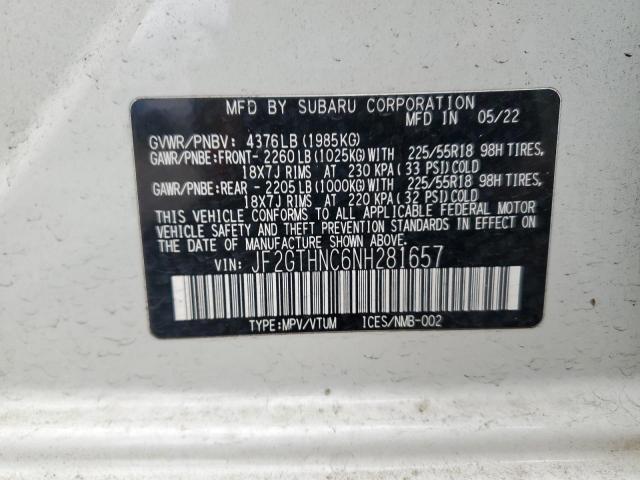 MFD BY SUBARU CORPORATION
MFD IN 05/22
GVWR/PNBV: 4376LB (1985KG)
GAWR/PNBE:FRONT- 2260LB (1025KG)WITH 225/55R18 98H TIRES,
18X7J RIMS AT 230 KPA (33 PSI)COLD
GAWR/PNBE:REAR - 2205LB (1000KG)WITH 225/55R18 98H TIRES,
18X7J RIMS AT 220 KPA (32 PSI)COLD
THIS VEHICLE CONFORMS TO ALL APPLICABLE FEDERAL MOTOR
VEHICLE SAFETY AND THEFT PREVENTION STANDARDS IN EFFECT ON
THE DATE OF MANUFACTURE SHOWN ABOVE.
VIN: JF2GTHNC6NH281657
TYPE:MPV/VTUM ICES/NMB-002